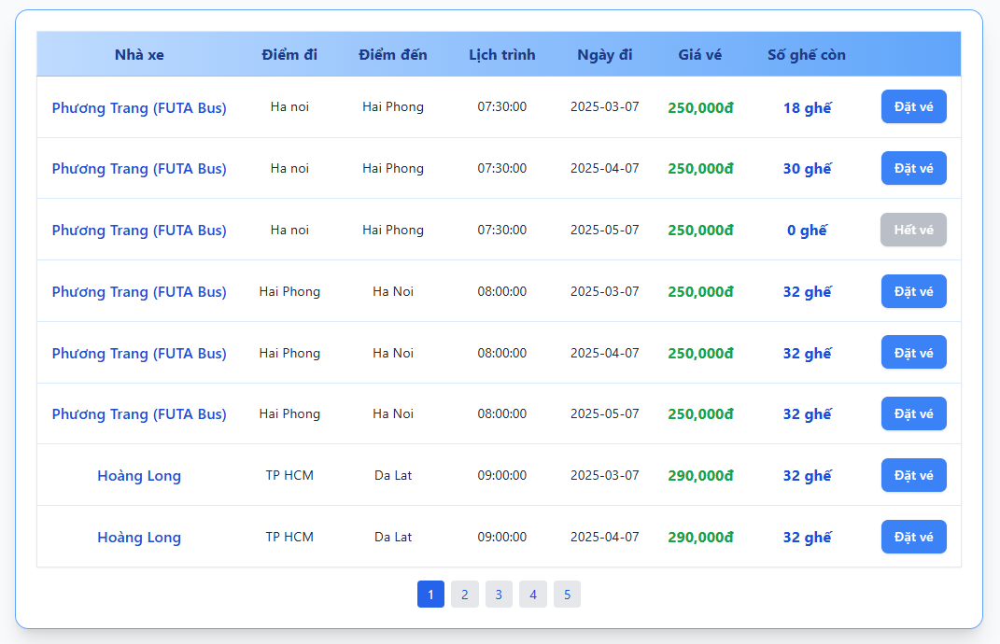 Nhà xe Điểm đi Điểm đến Lịch trình Ngày đi Giá vé Số ghế còn
Phương Trang (FUTA Bus) Ha noi Hai Phong 07:30:00 2025-03-07 250,000đ 18 ghế Đặt vé
Phương Trang (FUTA Bus) Ha noi Hai Phong 07:30:00 2025-04-07 250,000đ 30 ghế Đặt vé
Phương Trang (FUTA Bus) Ha noi Hai Phong 07:30:00 2025-05-07 250,000đ 0 ghế Hết vé
Phương Trang (FUTA Bus) Hai Phong Ha Noi 08:00:00 2025-03-07 250,000đ 32 ghế Đặt vé
Phương Trang (FUTA Bus) Hai Phong Ha Noi 08:00:00 2025-04-07 250,000đ 32 ghế Đặt vé
Phương Trang (FUTA Bus) Hai Phong Ha Noi 08:00:00 2025-05-07 250,000đ 32 ghế Đặt vé
Hoàng Long TP HCM Da Lat 09:00:00 2025-03-07 290,000đ 32 ghế Đặt vé
Hoàng Long TP HCM Da Lat 09:00:00 2025-04-07 290,000đ 32 ghế Đặt vé
1 2 3 4 5